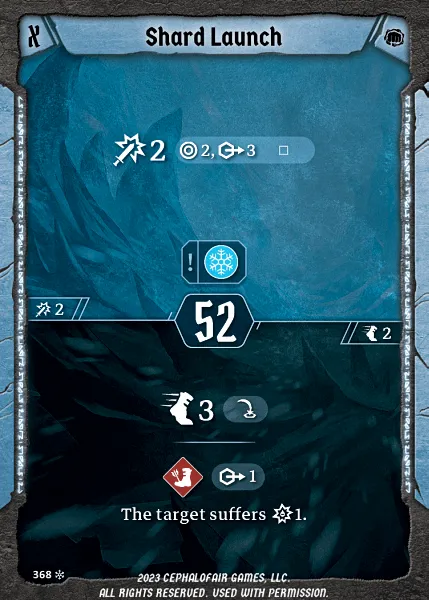 א
Shard Launch
2 2, 3
!
2
52
2
3
1
The target suffers 1.
368
2023 CEPHALOFAIR GAMES, LLC.
ALL RIGHTS RESERVED. USED WITH PERMISSION.